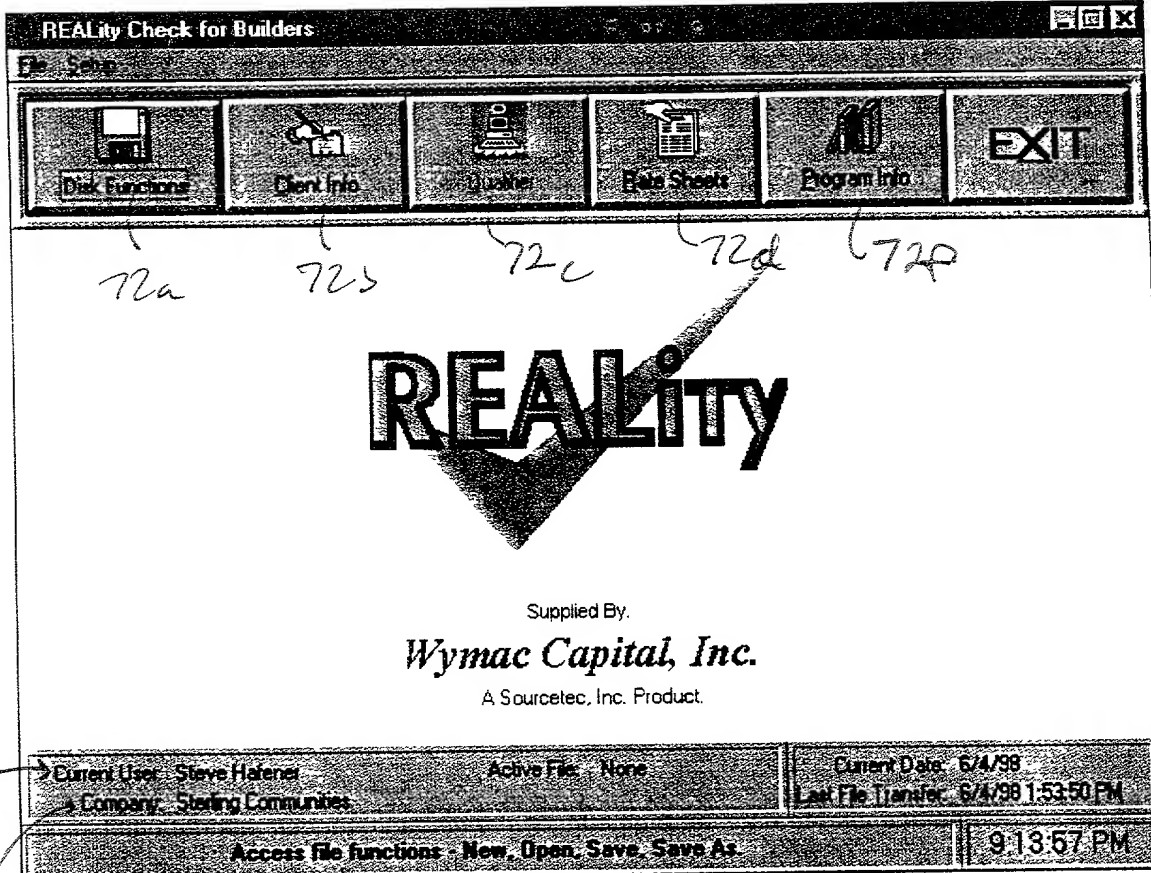 REALity Check for Builders
File Setup
Disk Functions Client Info Qualifier Rate Sheets Program Info EXIT
72a 72b 72c 72d
REALity
Supplied By.
Wymac Capital, Inc.
A Sourcetec, Inc. Product.
Current User: Steve Hafener Active File: None Current Date: 6/4/98
Company: Sterling Communities Last File Transfer: 6/4/98 1:53:50 PM
Access file functions - New, Open, Save, Save As. 9:13:57 PM